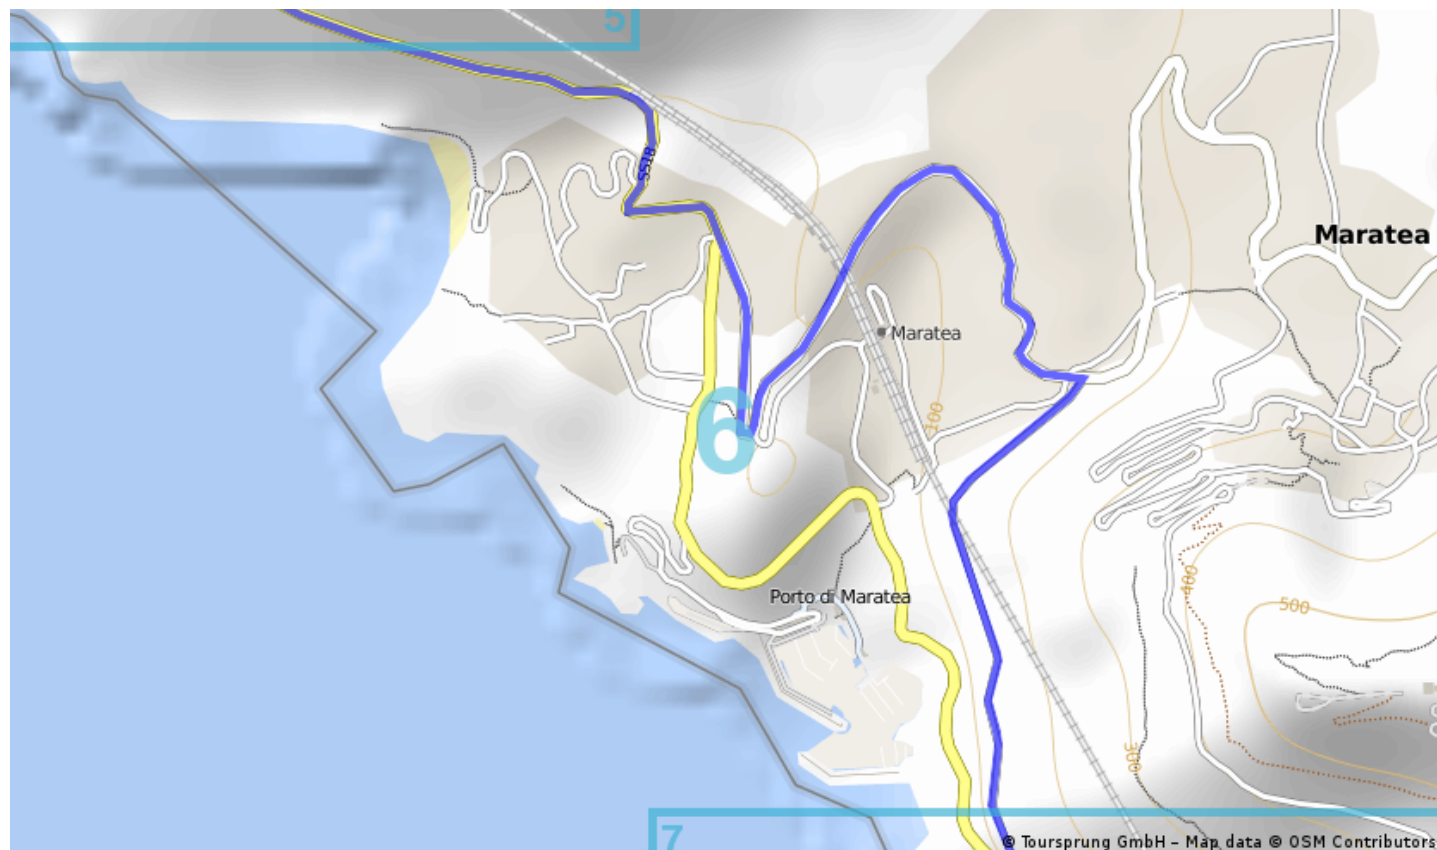 5
SS18
Maratea
Maratea
100
6
400
Porto di Maratea
500
300
7
© Toursprung GmbH – Map data © OSM Contributors